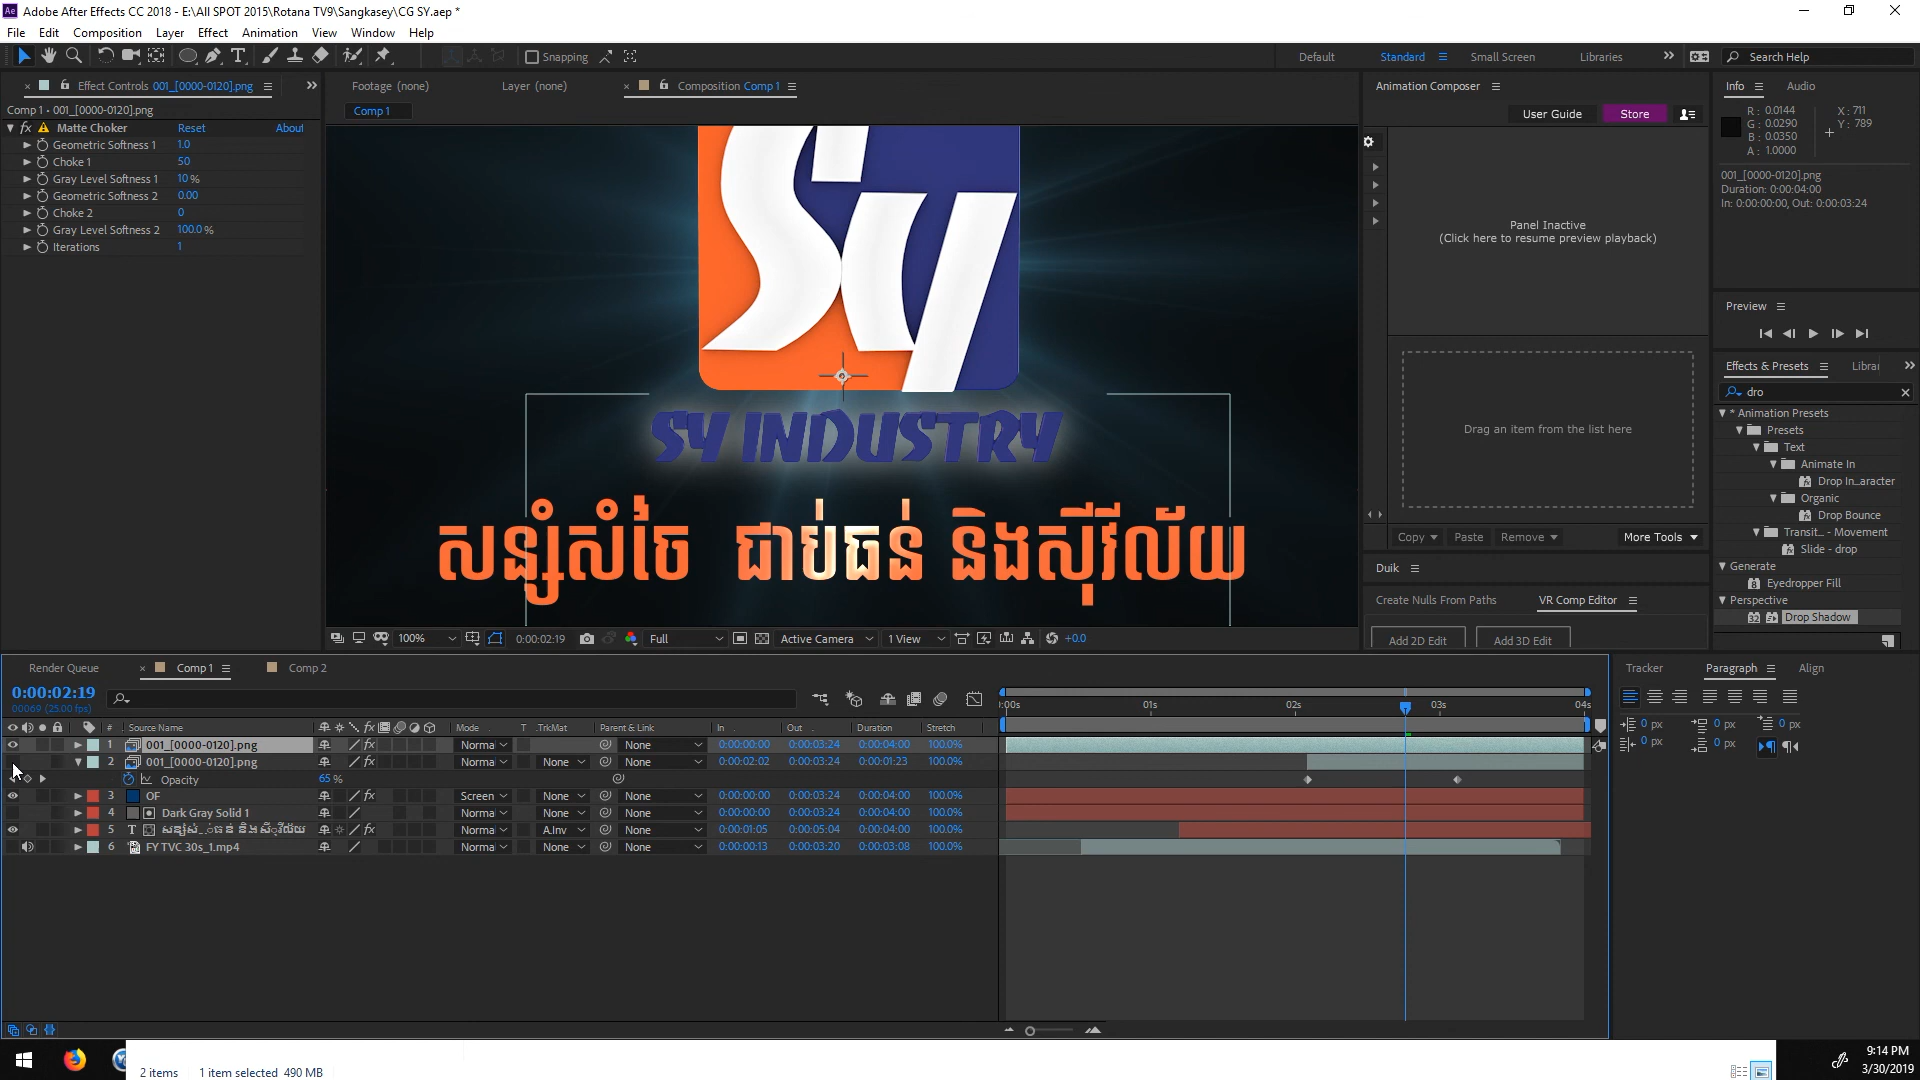 Adobe After Effects CC 2018 - E:\All SPOT 2015\Rotana TV9\Sangkasey\CG SY.aep *
File Edit Composition Layer Effect Animation View Window Help
Snapping Default Standard Small Screen Libraries Search Help
Effect Controls 001_[0000-0120].png
Footage (none) Layer (none) Composition Comp 1
Animation Composer
Info Audio
Comp 1 • 001_[0000-0120].png
Comp 1
User Guide Store
R : 0.0144
G : 0.0290
B : 0.0350
A : 1.0000
X : 711
Y : 789
fx Matte Choker Reset About
Geometric Softness 1 1.0
Choke 1 50
Gray Level Softness 1 10 %
Geometric Softness 2 0.00
Choke 2 0
Gray Level Softness 2 100.0 %
Iterations 1
001_[0000-0120].png
Duration: 0:00:04:00
In: 0:00:00:00, Out: 0:00:03:24
Sy
SY INDUSTRY
សន្សំសំចៃ ជាប់ធន់ និងស៊ីវីល័យ
Panel Inactive
(Click here to resume preview playback)
Drag an item from the list here
Copy Paste Remove More Tools
Duik
Create Nulls From Paths VR Comp Editor
Add 2D Edit Add 3D Edit
Preview
Effects & Presets Librai
dro
* Animation Presets
Presets
Text
Animate In
Drop In...aracter
Organic
Drop Bounce
Transit... - Movement
Slide - drop
Generate
Eyedropper Fill
Perspective
Drop Shadow
100% 0:00:02:19 Full Active Camera 1 View +0.0
Render Queue Comp 1 Comp 2
0:00:02:19
00069 (25.00 fps)
# Source Name Mode T .TrkMat Parent & Link In Out Duration Stretch
1 001_[0000-0120].png Norma None 0:00:00:00 0:00:03:24 0:00:04:00 100.0%
2 001_[0000-0120].png Norma None None 0:00:02:02 0:00:03:24 0:00:01:23 100.0%
Opacity 65 %
3 OF Screen None None 0:00:00:00 0:00:03:24 0:00:04:00 100.0%
4 Dark Gray Solid 1 Norma None None 0:00:00:00 0:00:03:24 0:00:04:00 100.0%
5 T Norma A.Inv None 0:00:01:05 0:00:05:04 0:00:04:00 100.0%
6 FY TVC 30s_1.mp4 Norma None None 0:00:00:13 0:00:03:20 0:00:03:08 100.0%
:00s 01s 02s 03s 04s
Tracker Paragraph Align
0 px 0 px 0 px
0 px 0 px
2 items 1 item selected 490 MB
9:14 PM
3/30/2019